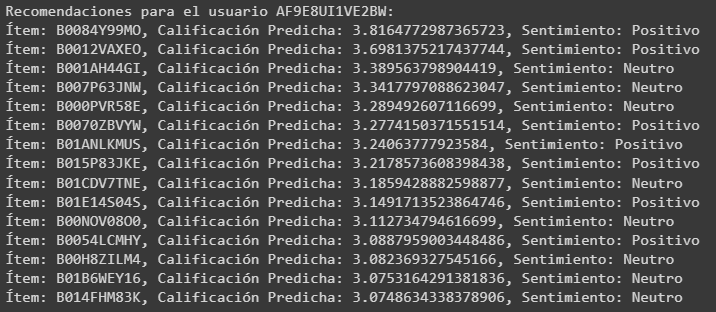 Recomendaciones para el usuario AF9E8UI1VE2BW:
Ítem: B0084Y99MO, Calificación Predicha: 3.8164772987365723, Sentimiento: Positivo
Ítem: B0012VAXEO, Calificación Predicha: 3.6981375217437744, Sentimiento: Positivo
Ítem: B001AH44GI, Calificación Predicha: 3.389563798904419, Sentimiento: Neutro
Ítem: B007P63JNW, Calificación Predicha: 3.3417797088623047, Sentimiento: Neutro
Ítem: B000PVR58E, Calificación Predicha: 3.289492607116699, Sentimiento: Neutro
Ítem: B0070ZBVYW, Calificación Predicha: 3.2774150371551514, Sentimiento: Positivo
Ítem: B01ANLKMUS, Calificación Predicha: 3.24063777923584, Sentimiento: Positivo
Ítem: B015P83JKE, Calificación Predicha: 3.2178573608398438, Sentimiento: Positivo
Ítem: B01CDV7TNE, Calificación Predicha: 3.1859428882598877, Sentimiento: Neutro
Ítem: B01E14S04S, Calificación Predicha: 3.1491713523864746, Sentimiento: Positivo
Ítem: B00NOV08O0, Calificación Predicha: 3.112734794616699, Sentimiento: Neutro
Ítem: B0054LCMHY, Calificación Predicha: 3.0887959003448486, Sentimiento: Positivo
Ítem: B00H8ZILM4, Calificación Predicha: 3.082369327545166, Sentimiento: Neutro
Ítem: B01B6WEY16, Calificación Predicha: 3.0753164291381836, Sentimiento: Neutro
Ítem: B014FHM83K, Calificación Predicha: 3.0748634338378906, Sentimiento: Neutro